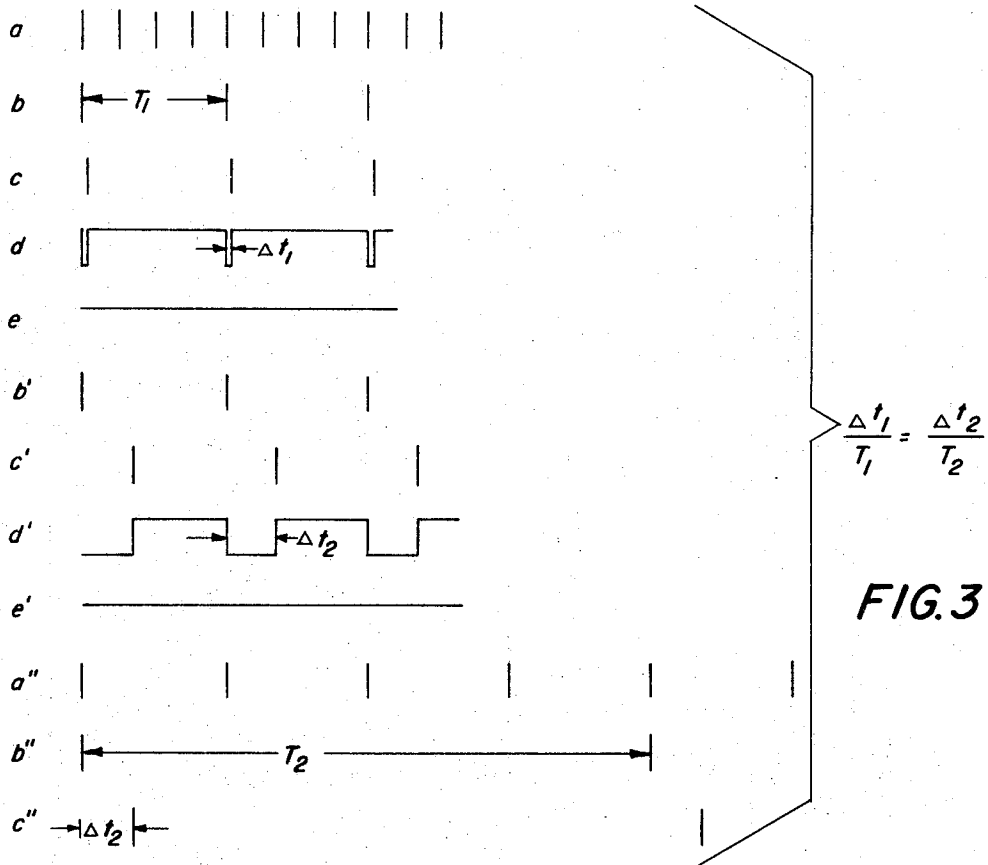 a
b
T₁
c
d
Δt₁
e
b'
c'
d'
Δt₂
e'
a"
b"
T₂
c"
Δt₂
Δt₁/T₁ = Δt₂/T₂
FIG.3